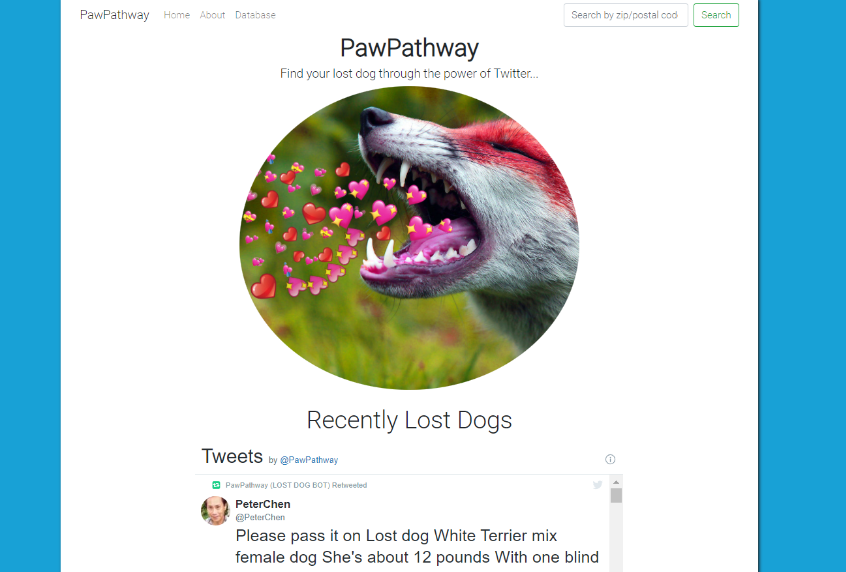 PawPathway Home About Database Search by zip/postal cod Search
PawPathway
Find your lost dog through the power of Twitter...
Recently Lost Dogs
Tweets by @PawPathway
PawPathway (LOST DOG BOT) Retweeted
PeterChen
@PeterChen
Please pass it on Lost dog White Terrier mix
female dog She's about 12 pounds With one blind